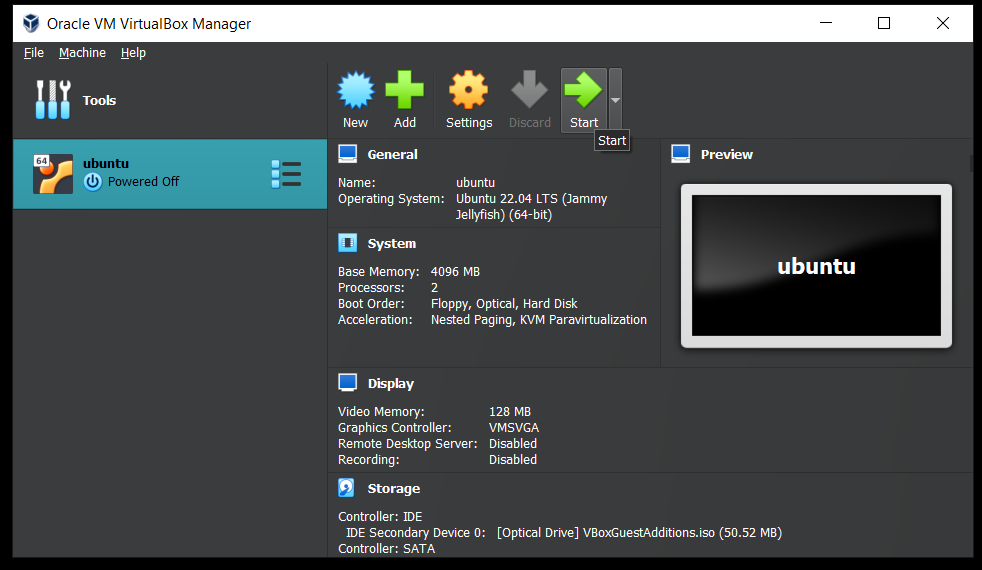 Oracle VM VirtualBox Manager
File Machine Help
Tools
New Add Settings Discard Start
Start
64
ubuntu
Powered Off
General
Name: ubuntu
Operating System: Ubuntu 22.04 LTS (Jammy
Jellyfish) (64-bit)
Preview
ubuntu
System
Base Memory: 4096 MB
Processors: 2
Boot Order: Floppy, Optical, Hard Disk
Acceleration: Nested Paging, KVM Paravirtualization
Display
Video Memory: 128 MB
Graphics Controller: VMSVGA
Remote Desktop Server: Disabled
Recording: Disabled
Storage
Controller: IDE
IDE Secondary Device 0: [Optical Drive] VBoxGuestAdditions.iso (50.52 MB)
Controller: SATA